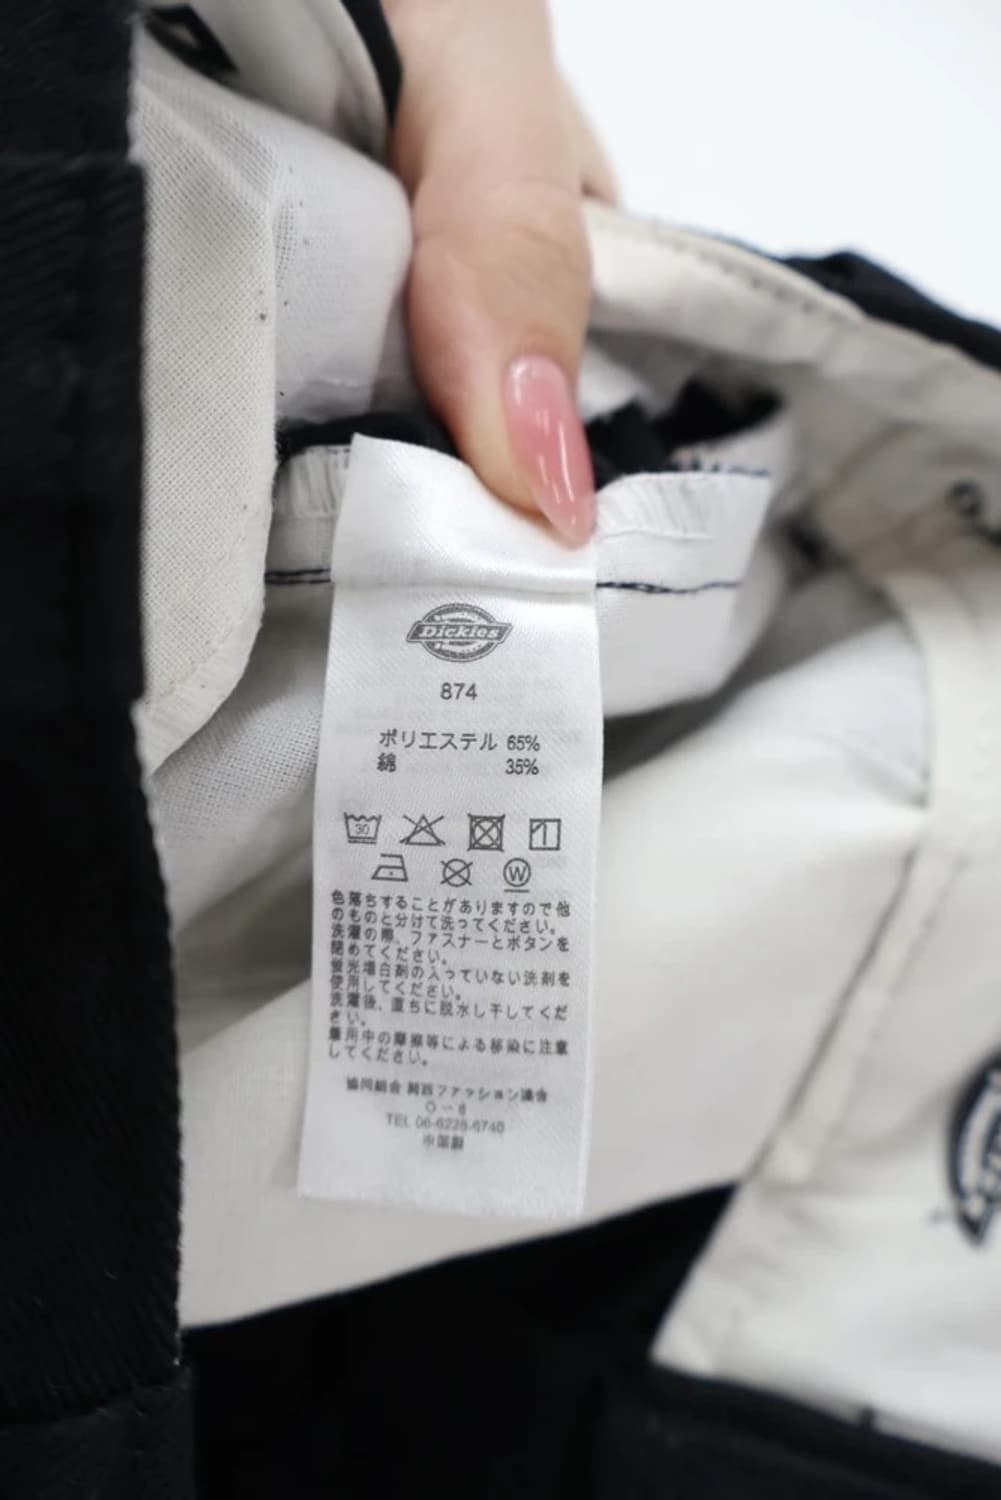 Dickies
874
ポリエステル 65%
綿 35%
30
W
色落ちすることがありますので他
のものと分けて洗ってください。
洗濯の際、ファスナーとボタンを
閉めてください。
蛍光増白剤の入っていない洗剤を
使用してください。
洗濯後、直ちに脱水し干してくだ
さい。
着用中の摩擦等による移染に注意
してください。
協同組合 関西ファッション連合
TEL 06-6228-6740
中国製